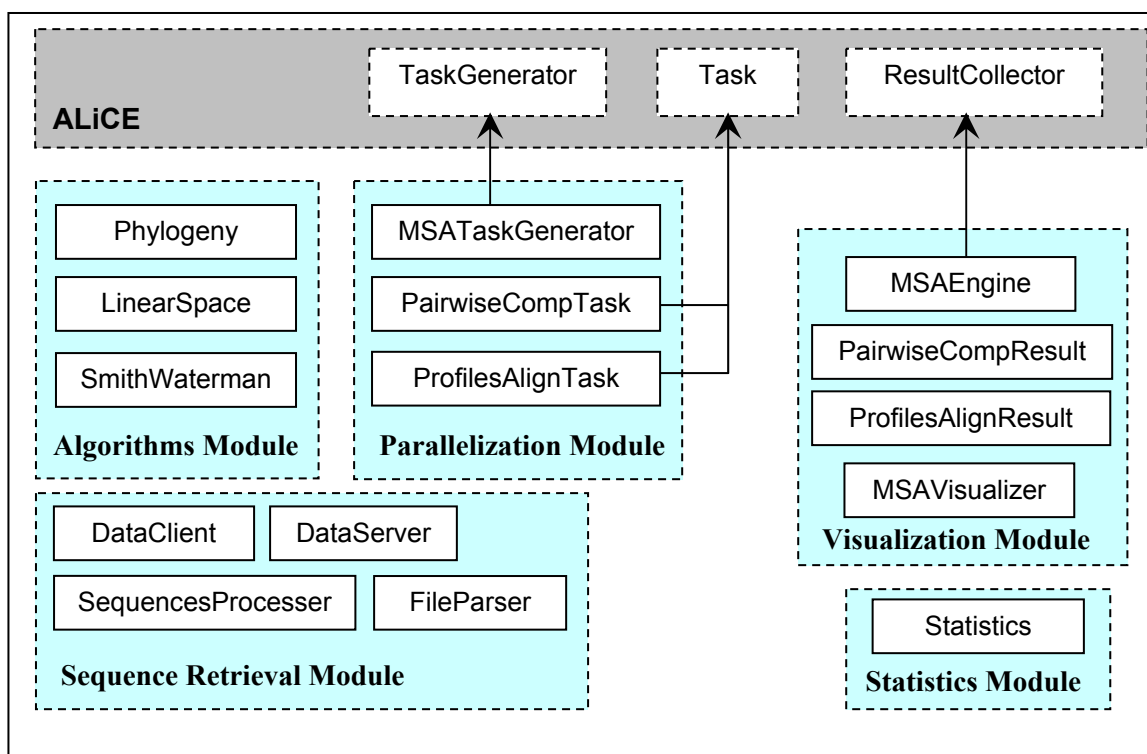 TaskGenerator
Task
ResultCollector
ALiCE
Phylogeny
LinearSpace
SmithWaterman
Algorithms Module
MSATaskGenerator
PairwiseCompTask
ProfilesAlignTask
Parallelization Module
MSAEngine
PairwiseCompResult
ProfilesAlignResult
MSAVisualizer
Visualization Module
DataClient
DataServer
SequencesProcesser
FileParser
Sequence Retrieval Module
Statistics
Statistics Module